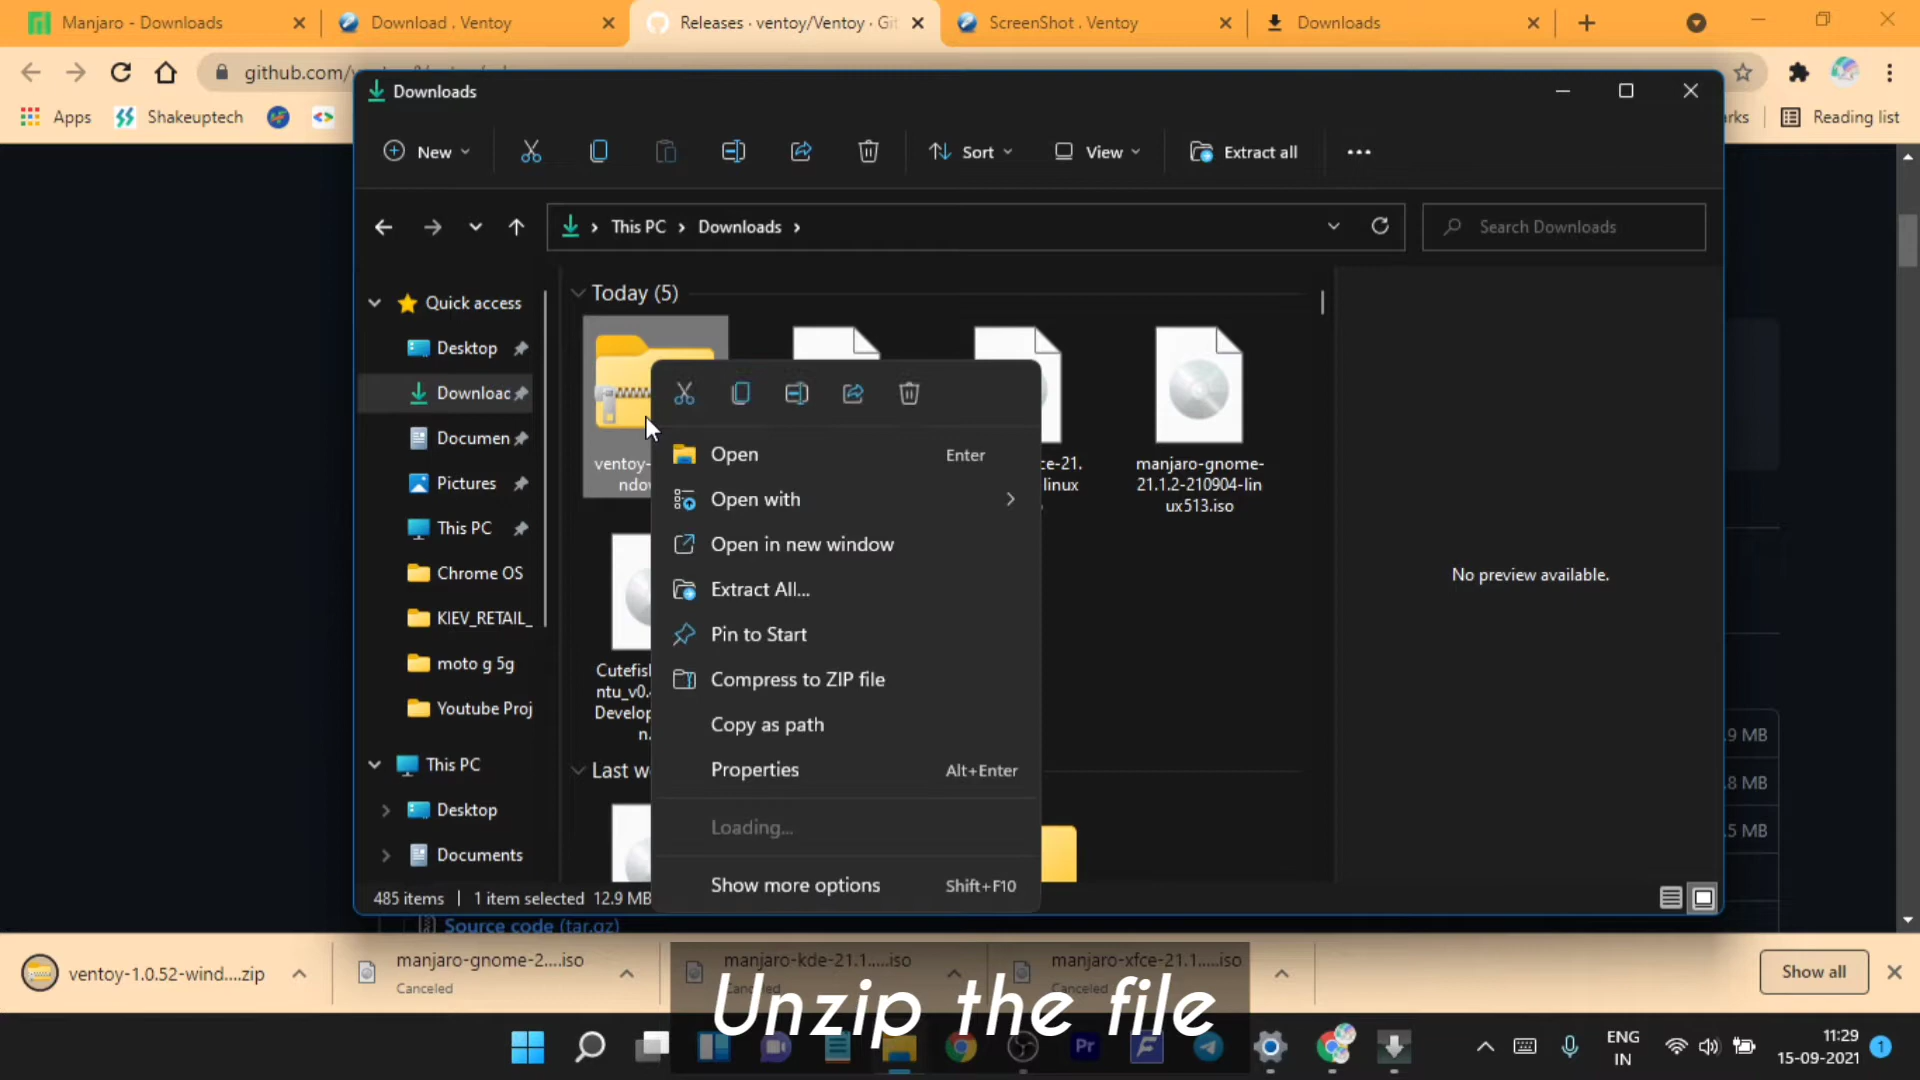 Manjaro - Downloads
Download . Ventoy
Releases · ventoy/Ventoy · Git
ScreenShot . Ventoy
Downloads
github.com/
Apps
Shakeuptech
rks
Reading list
Downloads
New
Sort
View
Extract all
This PC
Downloads
Search Downloads
Quick access
Desktop
Downloac
Documen
Pictures
This PC
Chrome OS
KIEV_RETAIL_
moto g 5g
Youtube Proj
This PC
Desktop
Documents
Today (5)
ventoy-
ndow
ce-21.
linux
manjaro-gnome-
21.1.2-210904-lin
ux513.iso
Cutefis
ntu_v0.
Develop
n.
Last w
Open Enter
Open with
Open in new window
Extract All...
Pin to Start
Compress to ZIP file
Copy as path
Properties Alt+Enter
Loading...
Show more options Shift+F10
No preview available.
.9 MB
.8 MB
.5 MB
485 items
1 item selected 12.9 MB
Source code (tar.gz)
ventoy-1.0.52-wind....zip
manjaro-gnome-2....iso
Canceled
manjaro-kde-21.1.....iso
Canceled
manjaro-xfce-21.1.....iso
Canceled
Show all
Unzip the file
Pr
ENG
IN
11:29
15-09-2021
1